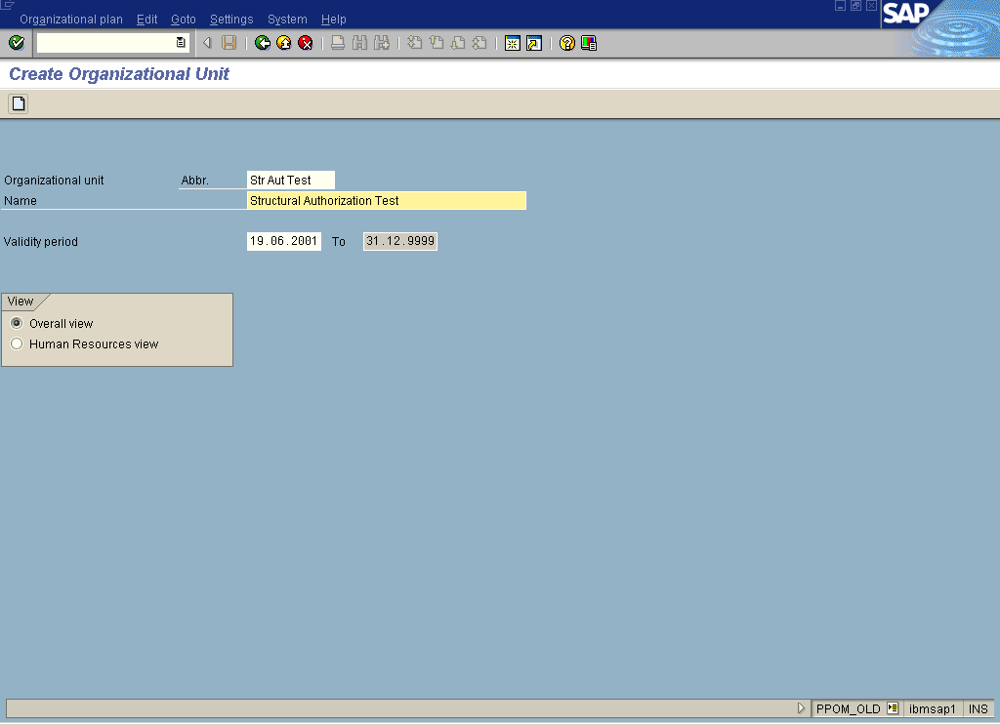 Organizational plan Edit Goto Settings System Help
SAP
Create Organizational Unit
Organizational unit Abbr. Str Aut Test
Name Structural Authorization Test
Validity period 19.06.2001 To 31.12.9999
View
Overall view
Human Resources view
PPOM_OLD ibmsap1 INS